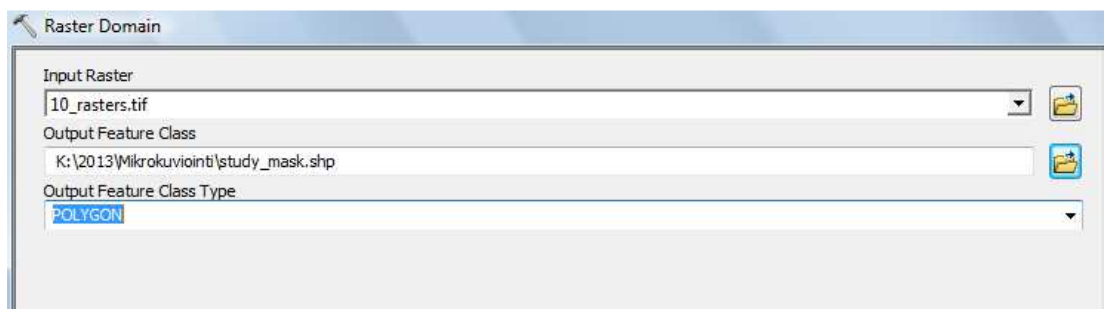 Raster Domain
Input Raster
10_rasters.tif
Output Feature Class
K:\2013\Mikrokuviointi\study_mask.shp
Output Feature Class Type
POLYGON